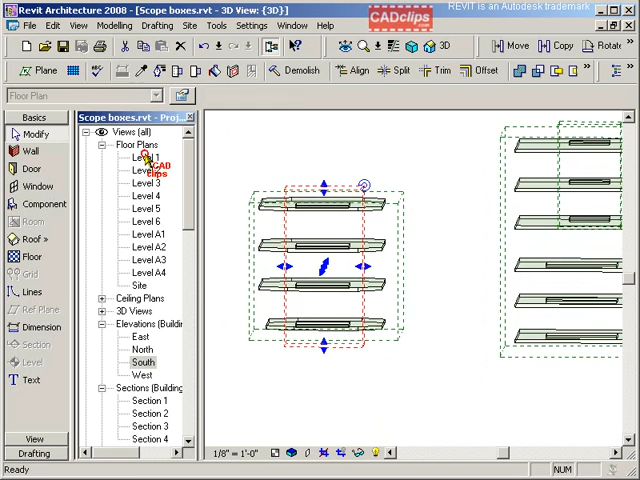 Revit Architecture 2008 - [Scope boxes.rvt - 3D View: {3D}]
REVIT is an Autodesk trademark
CADclips
.com
File Edit View Modelling Drafting Site Tools Settings Window Help
3D Move Copy Rotate
Plane Demolish Align Split Trim Offset
Floor Plan
Basics
Modify
Wall
Door
Window
Component
Room
Roof »
Floor
Grid
Lines
Ref Plane
Dimension
Section
Level
Text
View
Drafting
Scope boxes.rvt - Proj...
Views (all)
Floor Plans
Level 1
CAD
clips
Level 3
Level 4
Level 5
Level 6
Level A1
Level A2
Level A3
Level A4
Site
Ceiling Plans
3D Views
Elevations (Building
East
North
South
West
Sections (Building
Section 1
Section 2
Section 3
Section 4
1/8" = 1'-0"
Ready
NUM